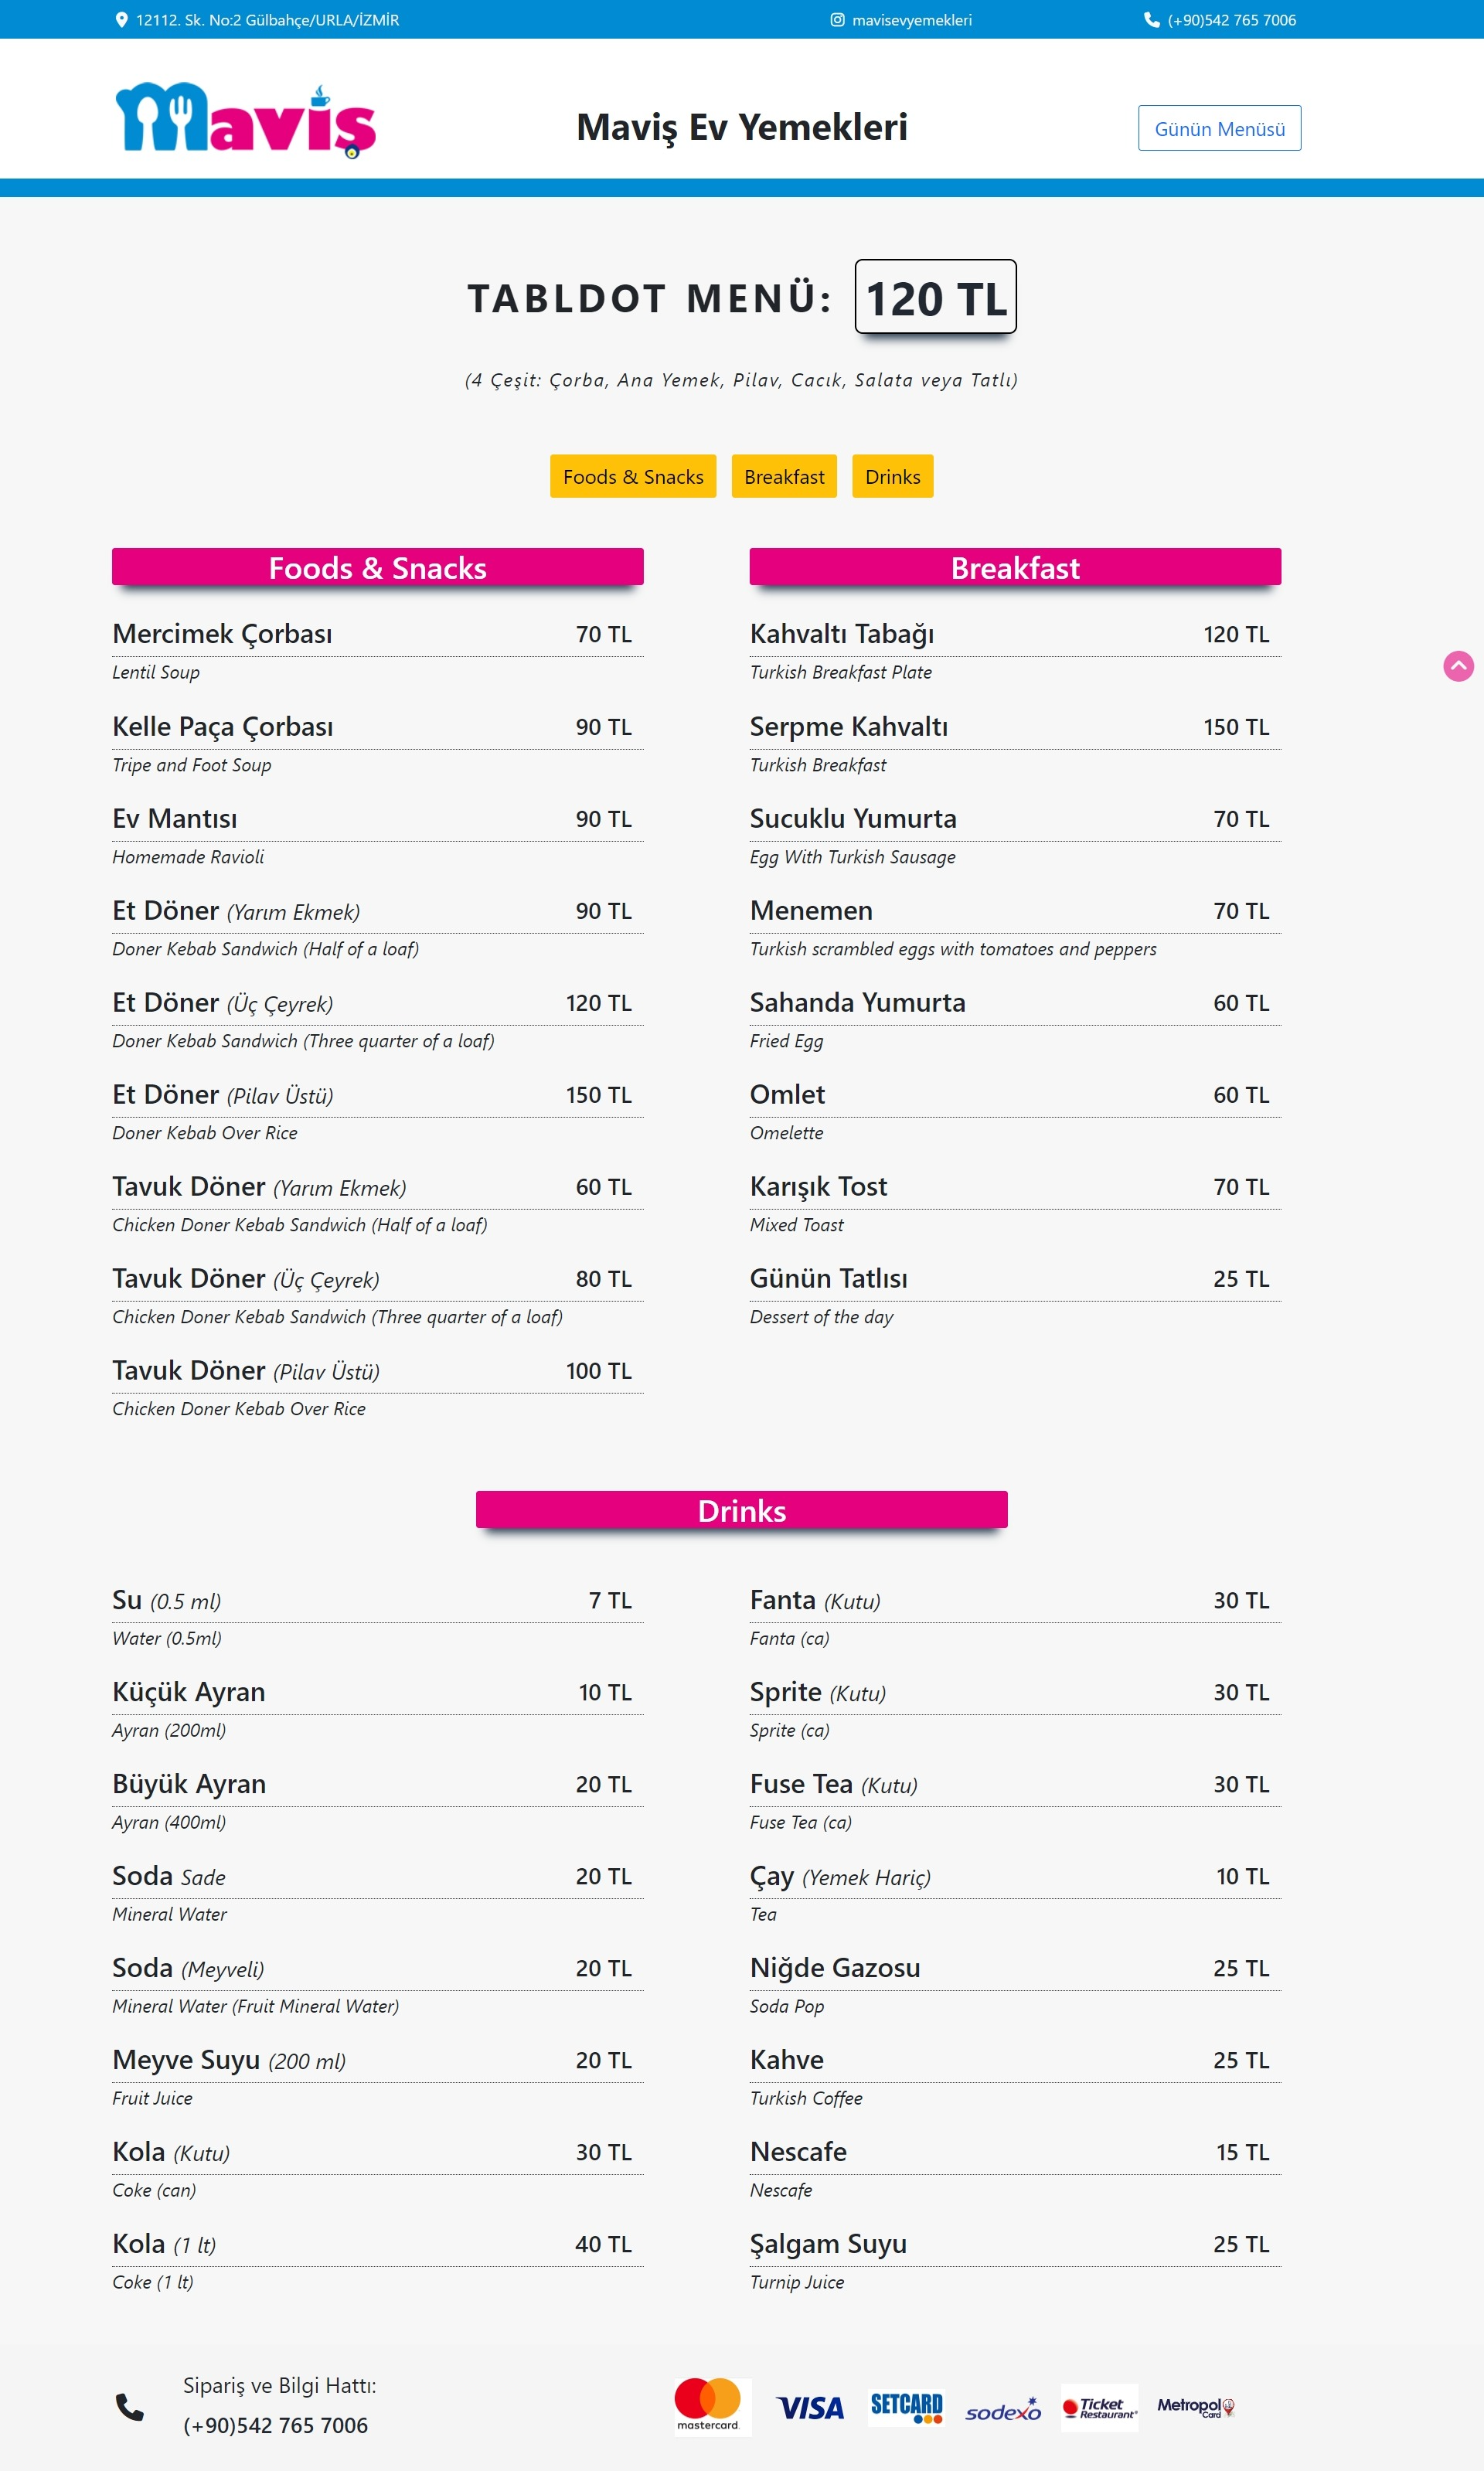 12112. Sk. No:2 Gülbahçe/URLA/İZMİR
mavisevyemekleri
(+90)542 765 7006
maviş
Maviş Ev Yemekleri
Günün Menüsü
TABLDOT MENÜ: 120 TL
(4 Çeşit: Çorba, Ana Yemek, Pilav, Cacık, Salata veya Tatlı)
Foods & Snacks
Breakfast
Drinks
Foods & Snacks
Mercimek Çorbası 70 TL
Lentil Soup
Kelle Paça Çorbası 90 TL
Tripe and Foot Soup
Ev Mantısı 90 TL
Homemade Ravioli
Et Döner (Yarım Ekmek) 90 TL
Doner Kebab Sandwich (Half of a loaf)
Et Döner (Üç Çeyrek) 120 TL
Doner Kebab Sandwich (Three quarter of a loaf)
Et Döner (Pilav Üstü) 150 TL
Doner Kebab Over Rice
Tavuk Döner (Yarım Ekmek) 60 TL
Chicken Doner Kebab Sandwich (Half of a loaf)
Tavuk Döner (Üç Çeyrek) 80 TL
Chicken Doner Kebab Sandwich (Three quarter of a loaf)
Tavuk Döner (Pilav Üstü) 100 TL
Chicken Doner Kebab Over Rice
Breakfast
Kahvaltı Tabağı 120 TL
Turkish Breakfast Plate
Serpme Kahvaltı 150 TL
Turkish Breakfast
Sucuklu Yumurta 70 TL
Egg With Turkish Sausage
Menemen 70 TL
Turkish scrambled eggs with tomatoes and peppers
Sahanda Yumurta 60 TL
Fried Egg
Omlet 60 TL
Omelette
Karışık Tost 70 TL
Mixed Toast
Günün Tatlısı 25 TL
Dessert of the day
Drinks
Su (0.5 ml) 7 TL
Water (0.5ml)
Küçük Ayran 10 TL
Ayran (200ml)
Büyük Ayran 20 TL
Ayran (400ml)
Soda Sade 20 TL
Mineral Water
Soda (Meyveli) 20 TL
Mineral Water (Fruit Mineral Water)
Meyve Suyu (200 ml) 20 TL
Fruit Juice
Kola (Kutu) 30 TL
Coke (can)
Kola (1 lt) 40 TL
Coke (1 lt)
Fanta (Kutu) 30 TL
Fanta (ca)
Sprite (Kutu) 30 TL
Sprite (ca)
Fuse Tea (Kutu) 30 TL
Fuse Tea (ca)
Çay (Yemek Hariç) 10 TL
Tea
Niğde Gazosu 25 TL
Soda Pop
Kahve 25 TL
Turkish Coffee
Nescafe 15 TL
Nescafe
Şalgam Suyu 25 TL
Turnip Juice
Sipariş ve Bilgi Hattı:
(+90)542 765 7006
mastercard.
VISA
SETCARD
sodexo
Ticket
Restaurant®
Metropol
Card